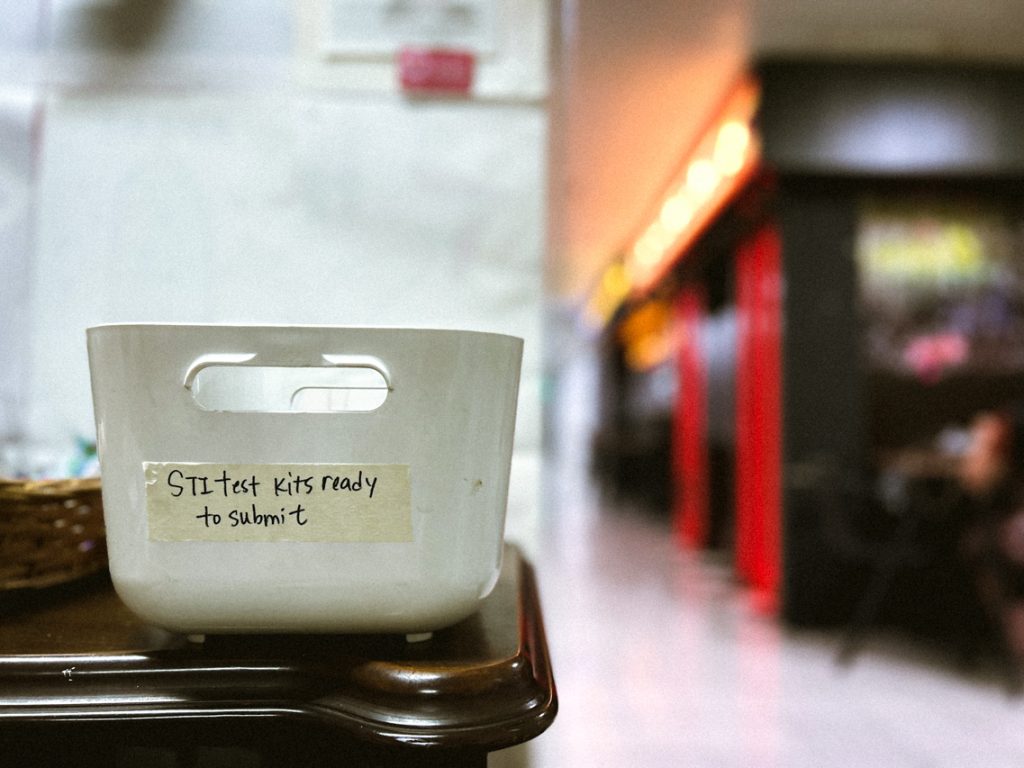 STI test kits ready
to submit